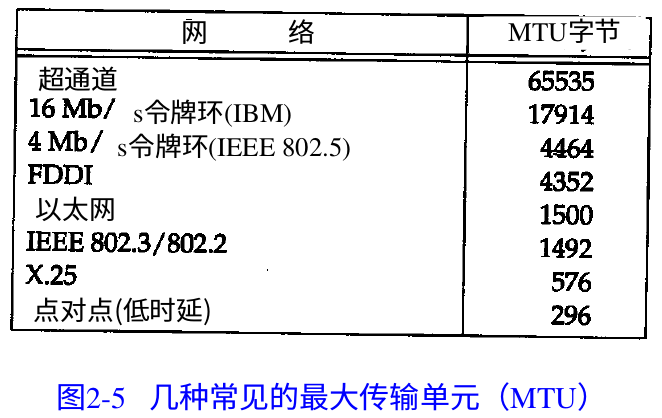 网 络 MTU字节
超通道 65535
16 Mb/s令牌环(IBM) 17914
4 Mb/s令牌环(IEEE 802.5) 4464
FDDI 4352
以太网 1500
IEEE 802.3/802.2 1492
X.25 576
点对点(低时延) 296
图2-5 几种常见的最大传输单元（MTU）